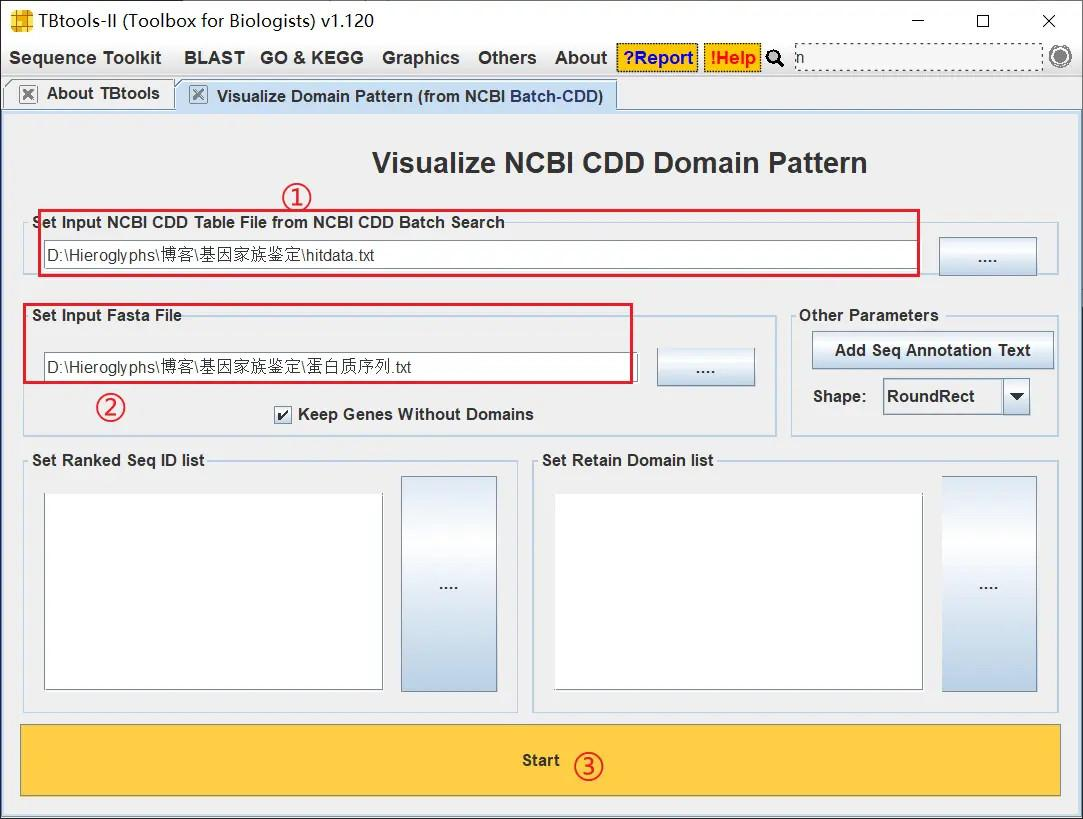 TBtools-II (Toolbox for Biologists) v1.120
Sequence Toolkit BLAST GO & KEGG Graphics Others About ?Report !Help n
About TBtools Visualize Domain Pattern (from NCBI Batch-CDD)
Visualize NCBI CDD Domain Pattern
①
Set Input NCBI CDD Table File from NCBI CDD Batch Search
D:\Hieroglyphs\博客\基因家族鉴定\hitdata.txt ....
Set Input Fasta File
D:\Hieroglyphs\博客\基因家族鉴定\蛋白质序列.txt ....
②
Keep Genes Without Domains
Other Parameters
Add Seq Annotation Text
Shape: RoundRect
Set Ranked Seq ID list
....
Set Retain Domain list
....
Start ③